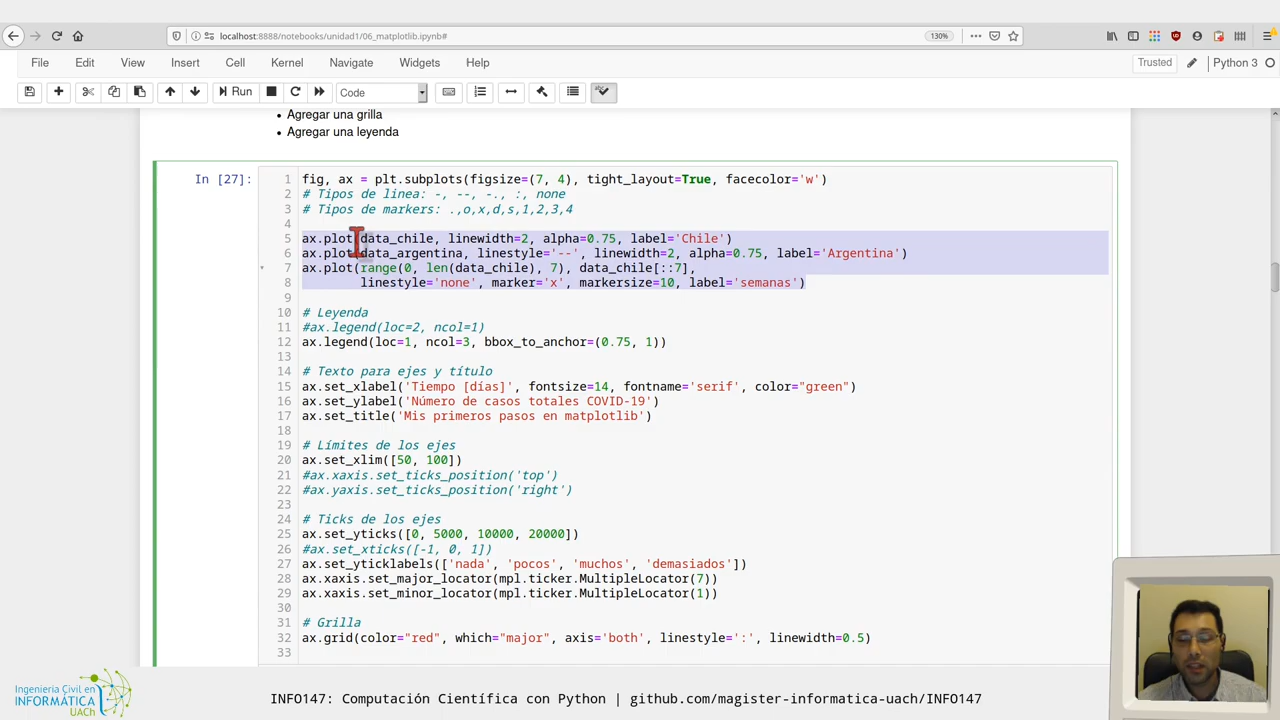 localhost:8888/notebooks/unidad1/06_matplotlib.ipynb#
130%
File Edit View Insert Cell Kernel Navigate Widgets Help
Trusted
Python 3
Run
Code
Agregar una grilla
Agregar una leyenda
In [27]:
1 fig, ax = plt.subplots(figsize=(7, 4), tight_layout=True, facecolor='w')
2 # Tipos de linea: -, --, -., :, none
3 # Tipos de markers: .,o,x,d,s,1,2,3,4
4
5 ax.plot(data_chile, linewidth=2, alpha=0.75, label='Chile')
6 ax.plot(data_argentina, linestyle='--', linewidth=2, alpha=0.75, label='Argentina')
7 ax.plot(range(0, len(data_chile), 7), data_chile[::7],
8 linestyle='none', marker='x', markersize=10, label='semanas')
9
10 # Leyenda
11 #ax.legend(loc=2, ncol=1)
12 ax.legend(loc=1, ncol=3, bbox_to_anchor=(0.75, 1))
13
14 # Texto para ejes y título
15 ax.set_xlabel('Tiempo [días]', fontsize=14, fontname='serif', color="green")
16 ax.set_ylabel('Número de casos totales COVID-19')
17 ax.set_title('Mis primeros pasos en matplotlib')
18
19 # Límites de los ejes
20 ax.set_xlim([50, 100])
21 #ax.xaxis.set_ticks_position('top')
22 #ax.yaxis.set_ticks_position('right')
23
24 # Ticks de los ejes
25 ax.set_yticks([0, 5000, 10000, 20000])
26 #ax.set_xticks([-1, 0, 1])
27 ax.set_yticklabels(['nada', 'pocos', 'muchos', 'demasiados'])
28 ax.xaxis.set_major_locator(mpl.ticker.MultipleLocator(7))
29 ax.xaxis.set_minor_locator(mpl.ticker.MultipleLocator(1))
30
31 # Grilla
32 ax.grid(color="red", which="major", axis='both', linestyle=':', linewidth=0.5)
33
Ingeniería Civil en
INFORMÁTICA
UACh
INFO147: Computación Científica con Python | github.com/magister-informatica-uach/INFO147